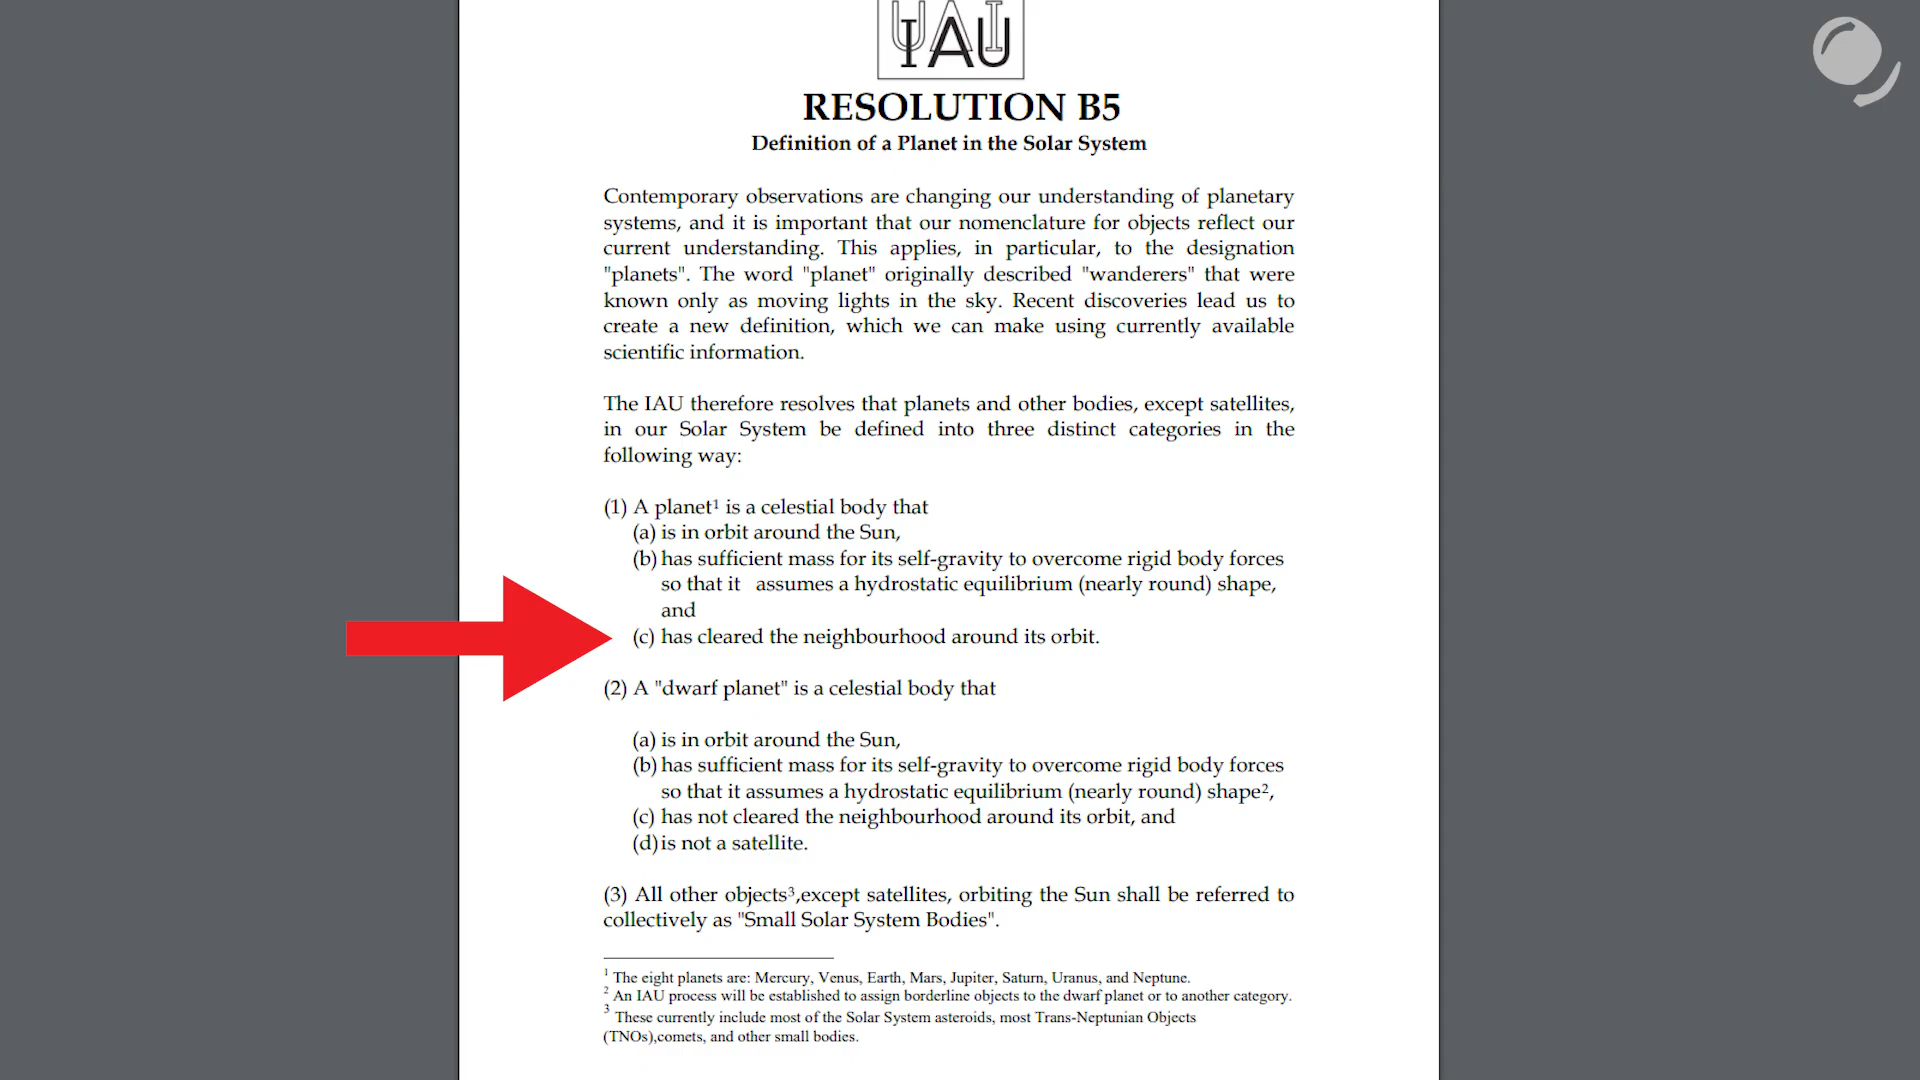 IAU
RESOLUTION B5
Definition of a Planet in the Solar System
Contemporary observations are changing our understanding of planetary
systems, and it is important that our nomenclature for objects reflect our
current understanding. This applies, in particular, to the designation
"planets". The word "planet" originally described "wanderers" that were
known only as moving lights in the sky. Recent discoveries lead us to
create a new definition, which we can make using currently available
scientific information.
The IAU therefore resolves that planets and other bodies, except satellites,
in our Solar System be defined into three distinct categories in the
following way:
(1) A planet¹ is a celestial body that
(a) is in orbit around the Sun,
(b) has sufficient mass for its self-gravity to overcome rigid body forces
so that it assumes a hydrostatic equilibrium (nearly round) shape,
and
(c) has cleared the neighbourhood around its orbit.
(2) A "dwarf planet" is a celestial body that
(a) is in orbit around the Sun,
(b) has sufficient mass for its self-gravity to overcome rigid body forces
so that it assumes a hydrostatic equilibrium (nearly round) shape²,
(c) has not cleared the neighbourhood around its orbit, and
(d) is not a satellite.
(3) All other objects³,except satellites, orbiting the Sun shall be referred to
collectively as "Small Solar System Bodies".
¹ The eight planets are: Mercury, Venus, Earth, Mars, Jupiter, Saturn, Uranus, and Neptune.
² An IAU process will be established to assign borderline objects to the dwarf planet or to another category.
³ These currently include most of the Solar System asteroids, most Trans-Neptunian Objects
(TNOs),comets, and other small bodies.